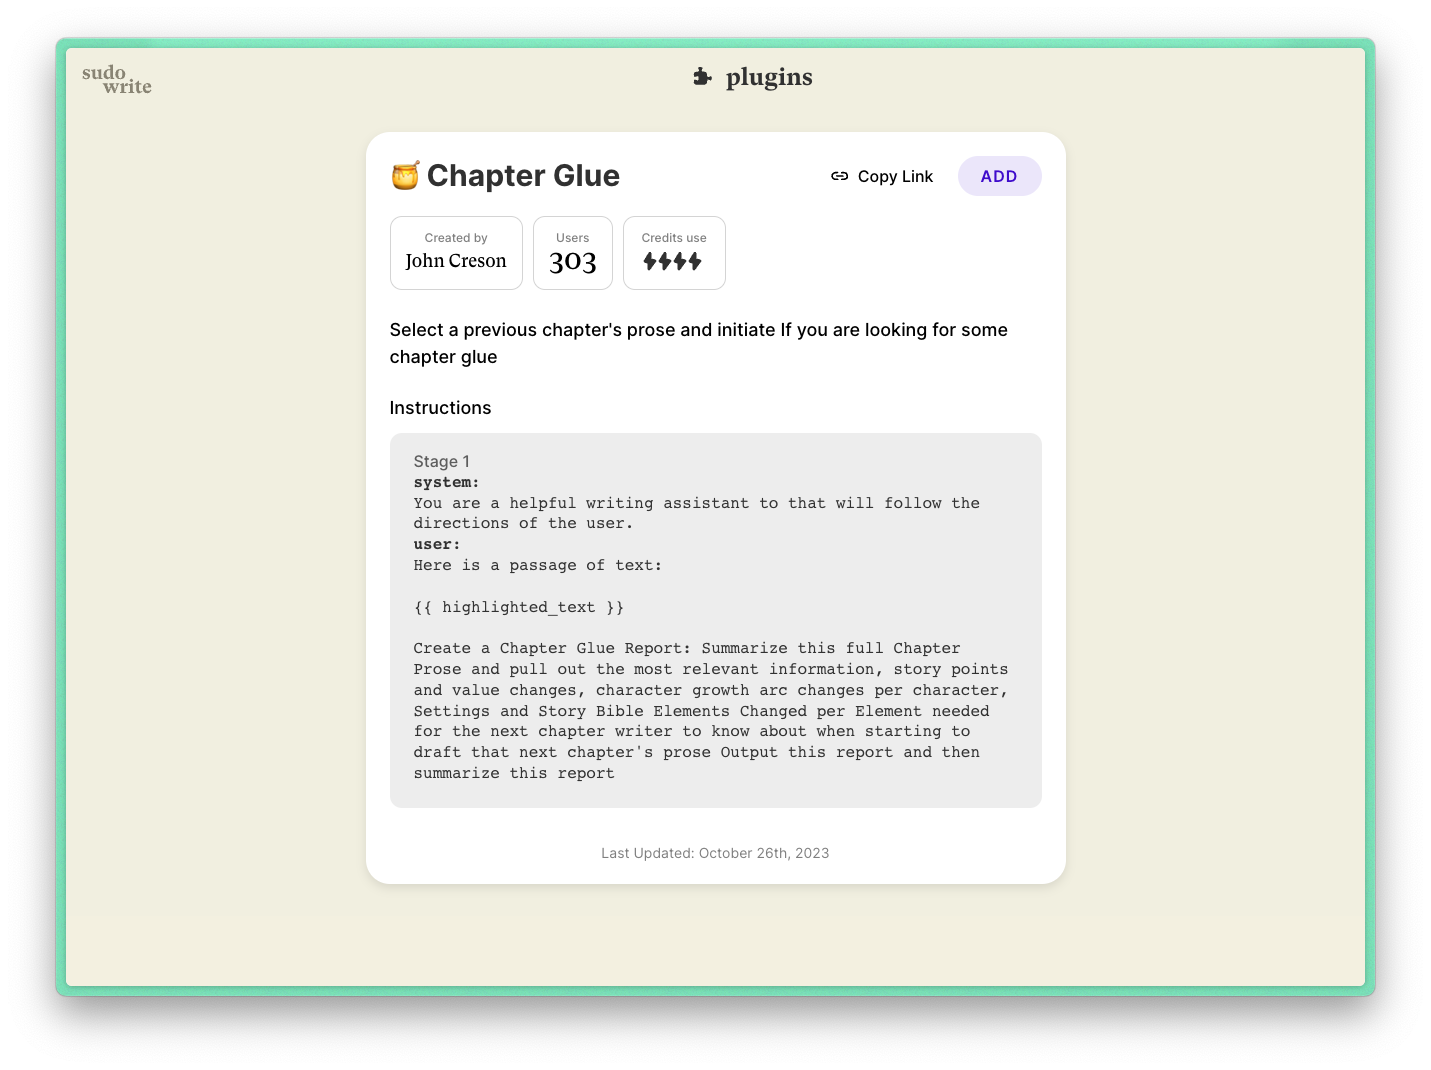 sudo
write
plugins
Chapter Glue
Copy Link
ADD
Created by
John Creson
Users
303
Credits use
Select a previous chapter's prose and initiate If you are looking for some
chapter glue
Instructions
Stage 1
system:
You are a helpful writing assistant to that will follow the
directions of the user.
user:
Here is a passage of text:
{{ highlighted_text }}
Create a Chapter Glue Report: Summarize this full Chapter
Prose and pull out the most relevant information, story points
and value changes, character growth arc changes per character,
Settings and Story Bible Elements Changed per Element needed
for the next chapter writer to know about when starting to
draft that next chapter's prose Output this report and then
summarize this report
Last Updated: October 26th, 2023